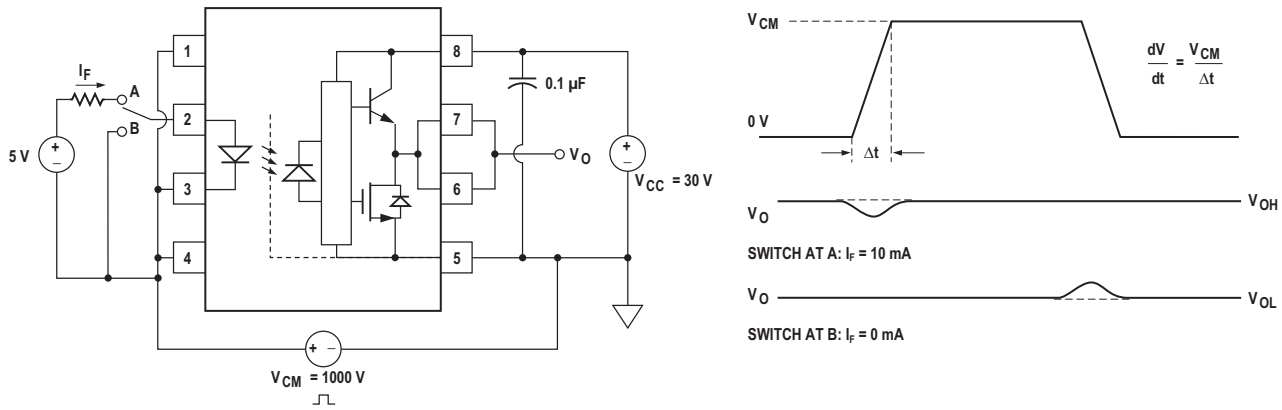 1
2
3
4
8
7
6
5
I_F
A
B
5 V
+
−
0.1 µF
V_O
+
−
V_CC = 30 V
+ −
V_CM = 1000 V
V_CM
0 V
Δt
dV/dt = V_CM/Δt
V_O
V_OH
SWITCH AT A: I_F = 10 mA
V_O
V_OL
SWITCH AT B: I_F = 0 mA